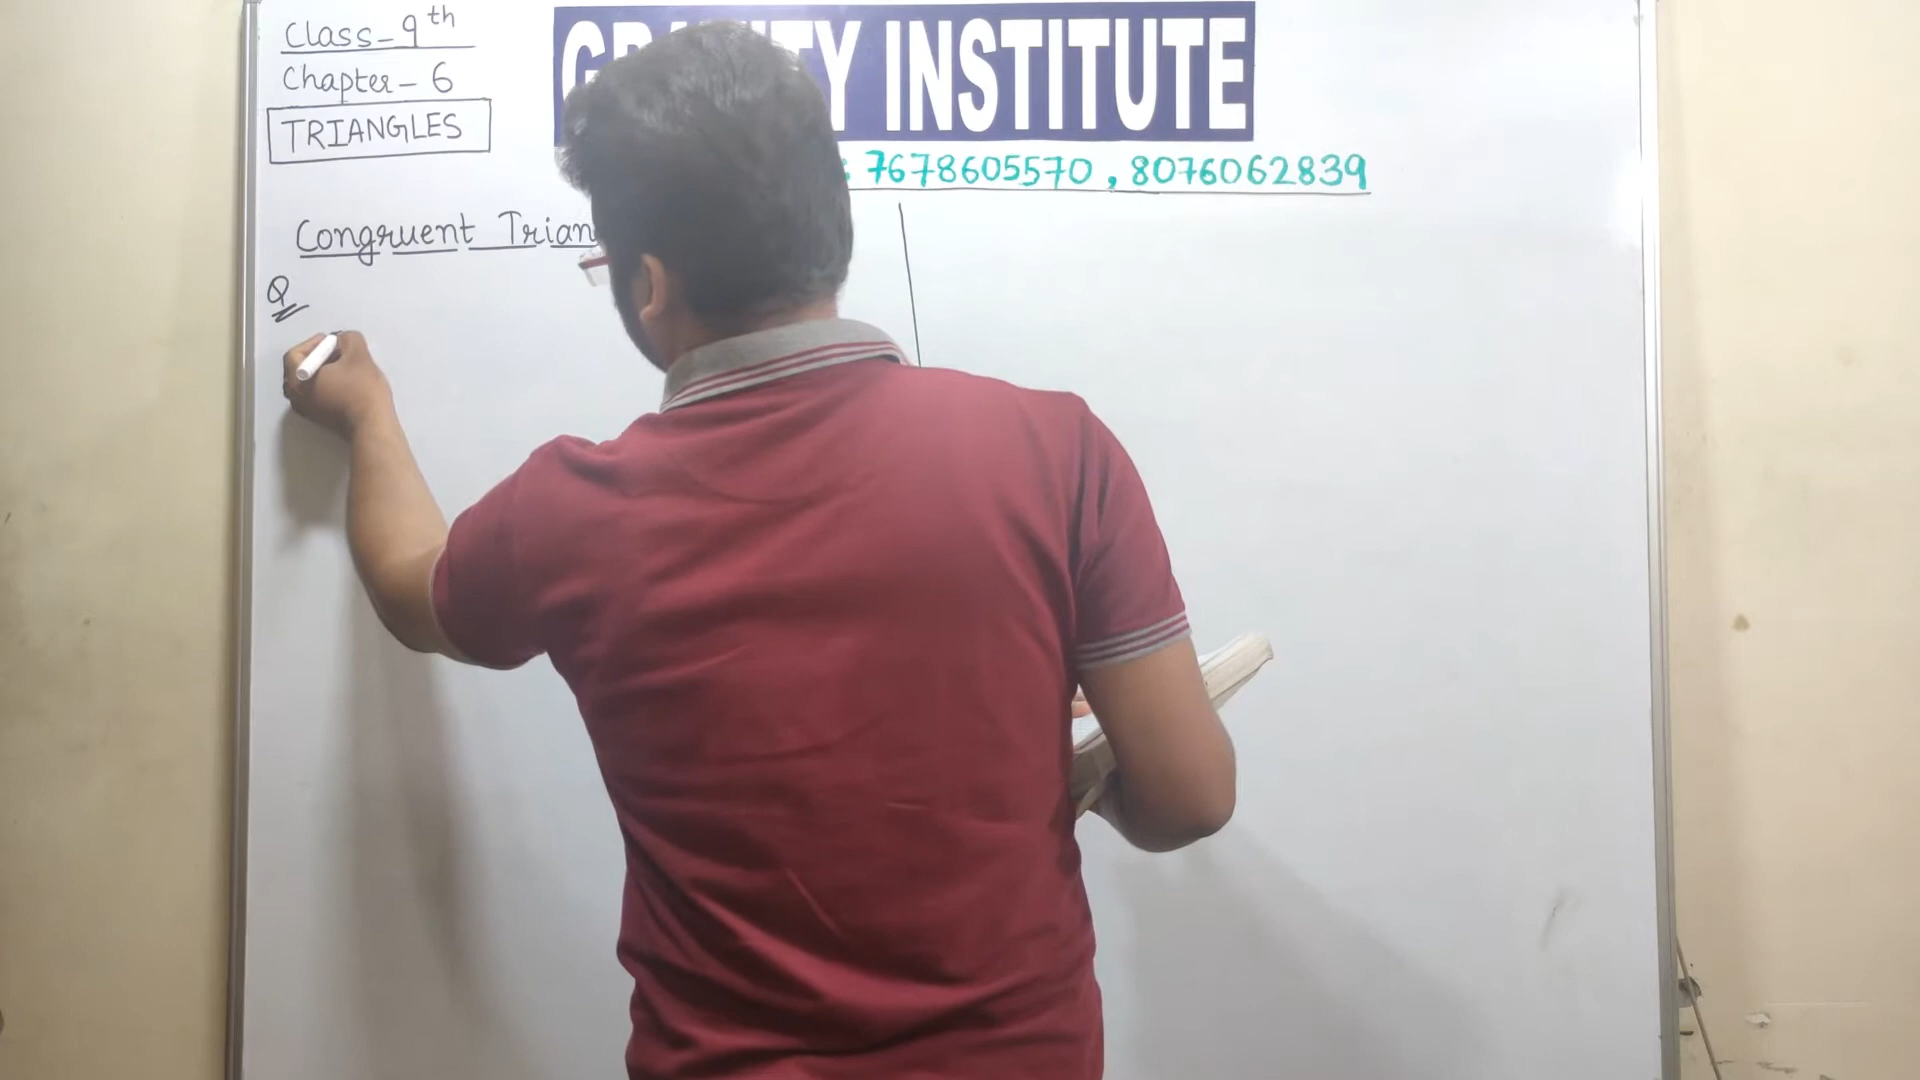 Class-9th
Chapter-6
TRIANGLES
INSTITUTE
: 7678605570, 8076062839
Congruent
Q